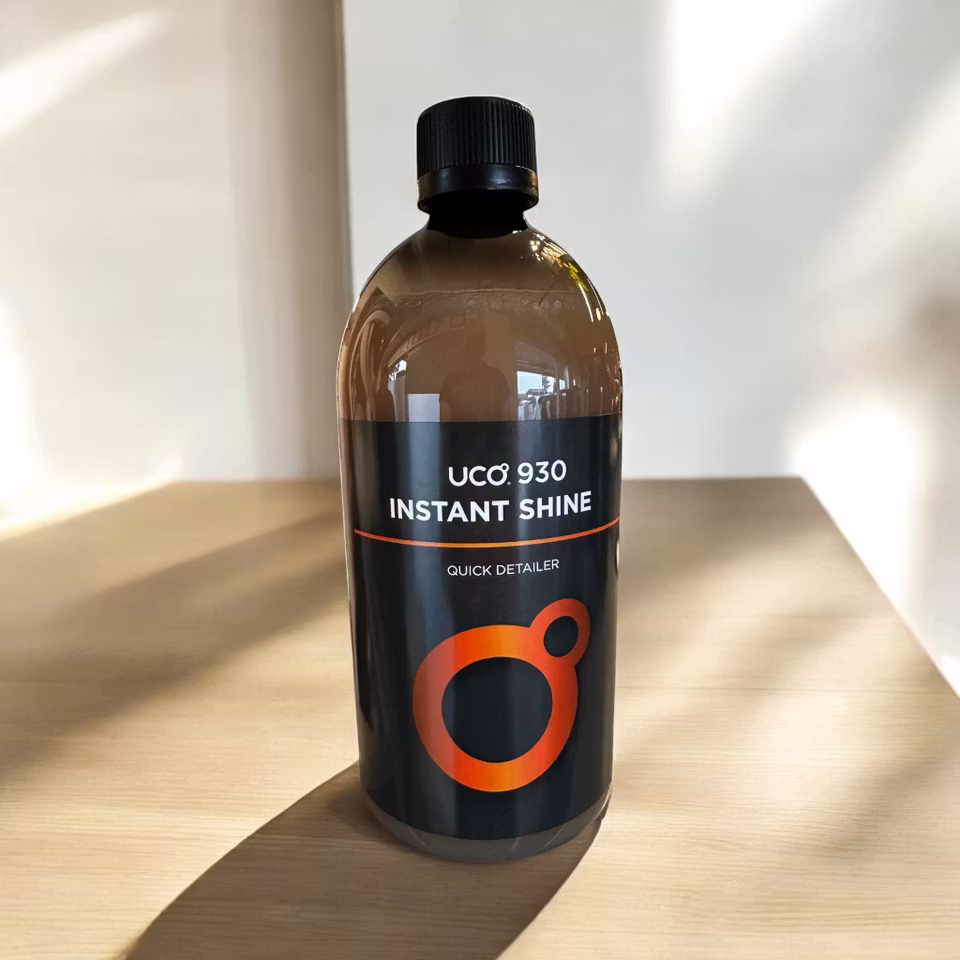 UCO. 930
INSTANT SHINE
QUICK DETAILER